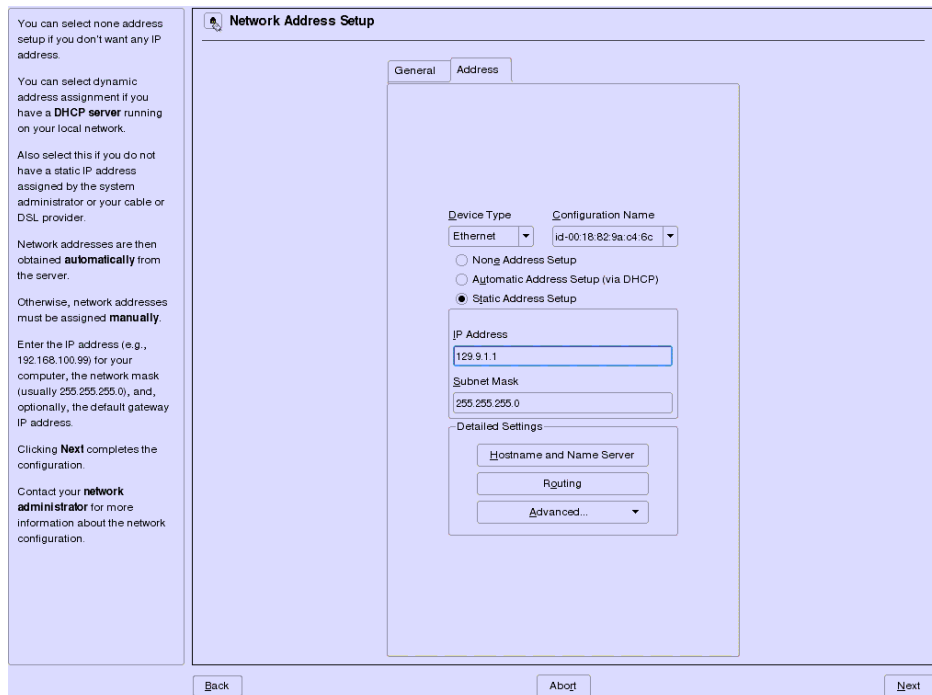 You can select none address
setup if you don't want any IP
address.
You can select dynamic
address assignment if you
have a DHCP server running
on your local network.
Also select this if you do not
have a static IP address
assigned by the system
administrator or your cable or
DSL provider.
Network addresses are then
obtained automatically from
the server.
Otherwise, network addresses
must be assigned manually.
Enter the IP address (e.g.,
192.168.100.99) for your
computer, the network mask
(usually 255.255.255.0), and,
optionally, the default gateway
IP address.
Clicking Next completes the
configuration.
Contact your network
administrator for more
information about the network
configuration.
Network Address Setup
General Address
Device Type Configuration Name
Ethernet id-00:18:82:9a:c4:6c
None Address Setup
Automatic Address Setup (via DHCP)
Static Address Setup
IP Address
129.9.1.1
Subnet Mask
255.255.255.0
Detailed Settings
Hostname and Name Server
Routing
Advanced...
Back Abort Next